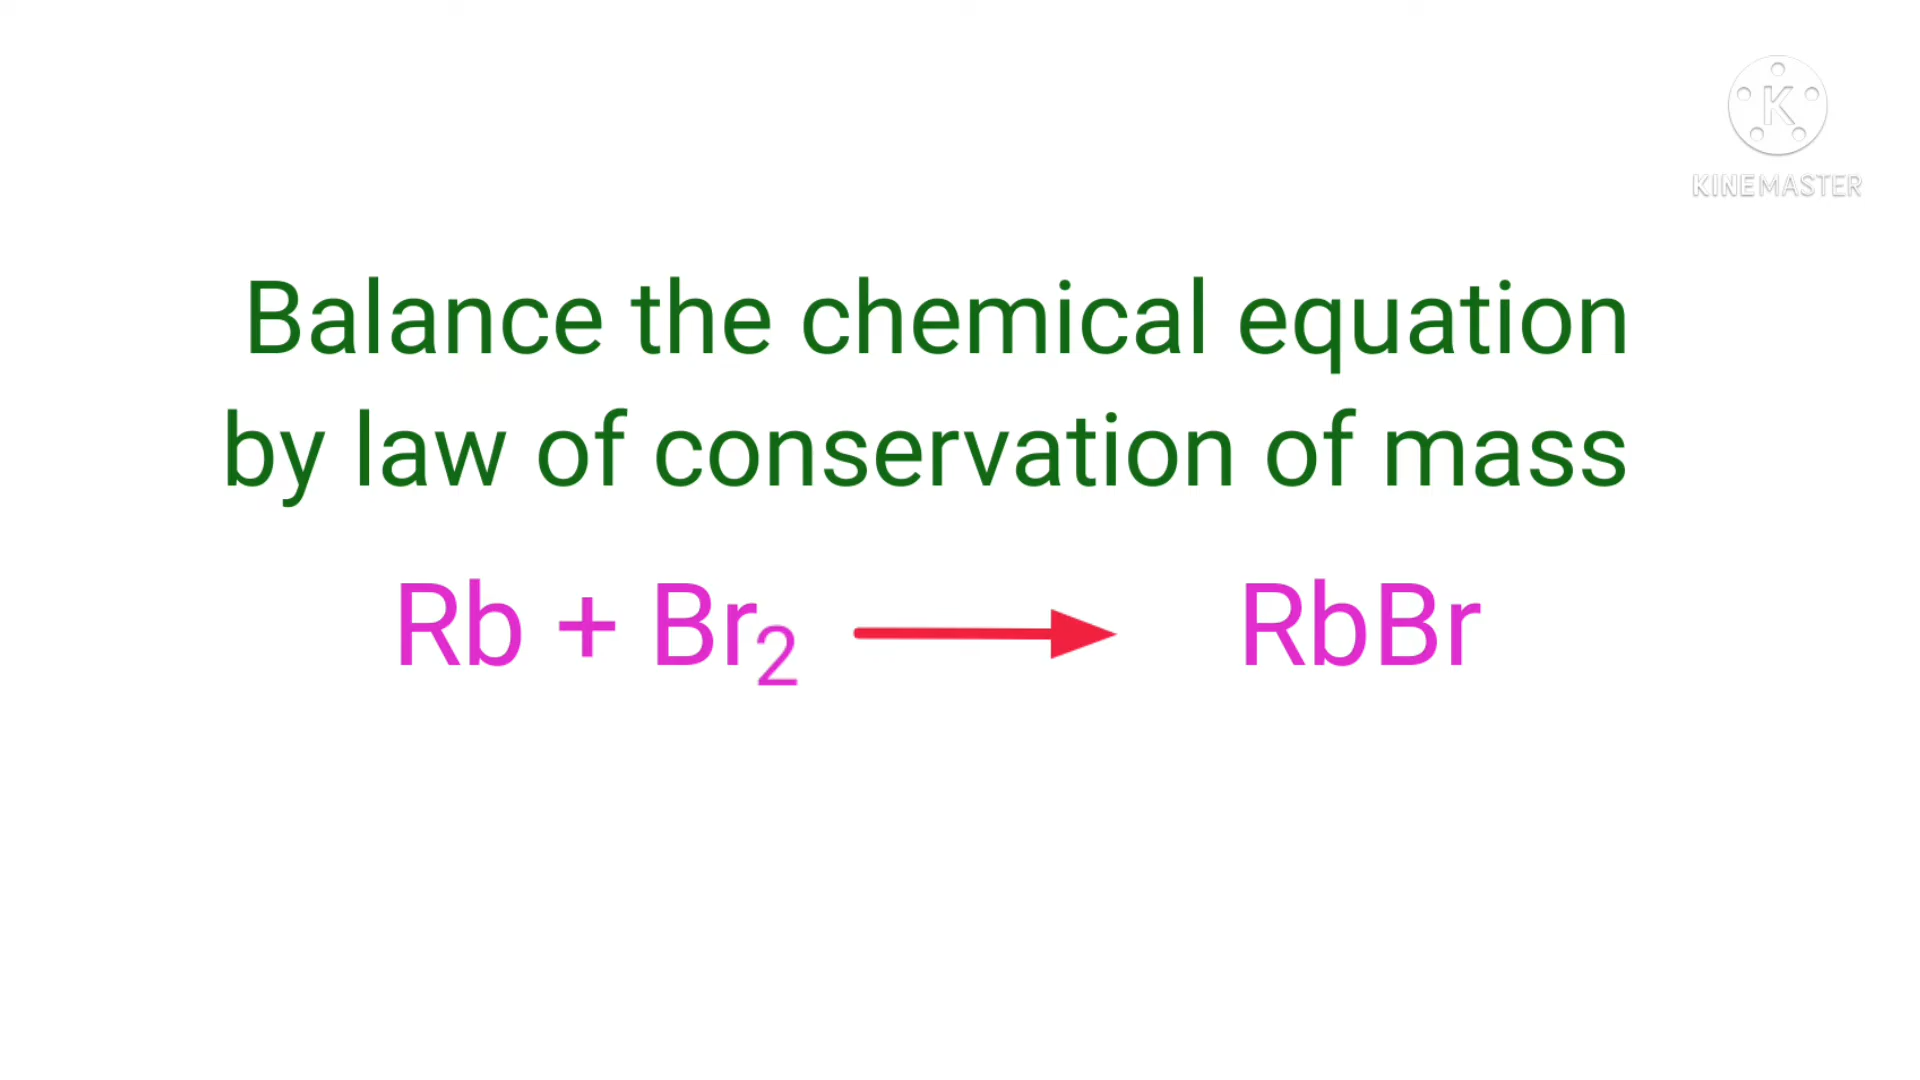 K
KINEMASTER
Balance the chemical equation
by law of conservation of mass
Rb + Br₂ → RbBr